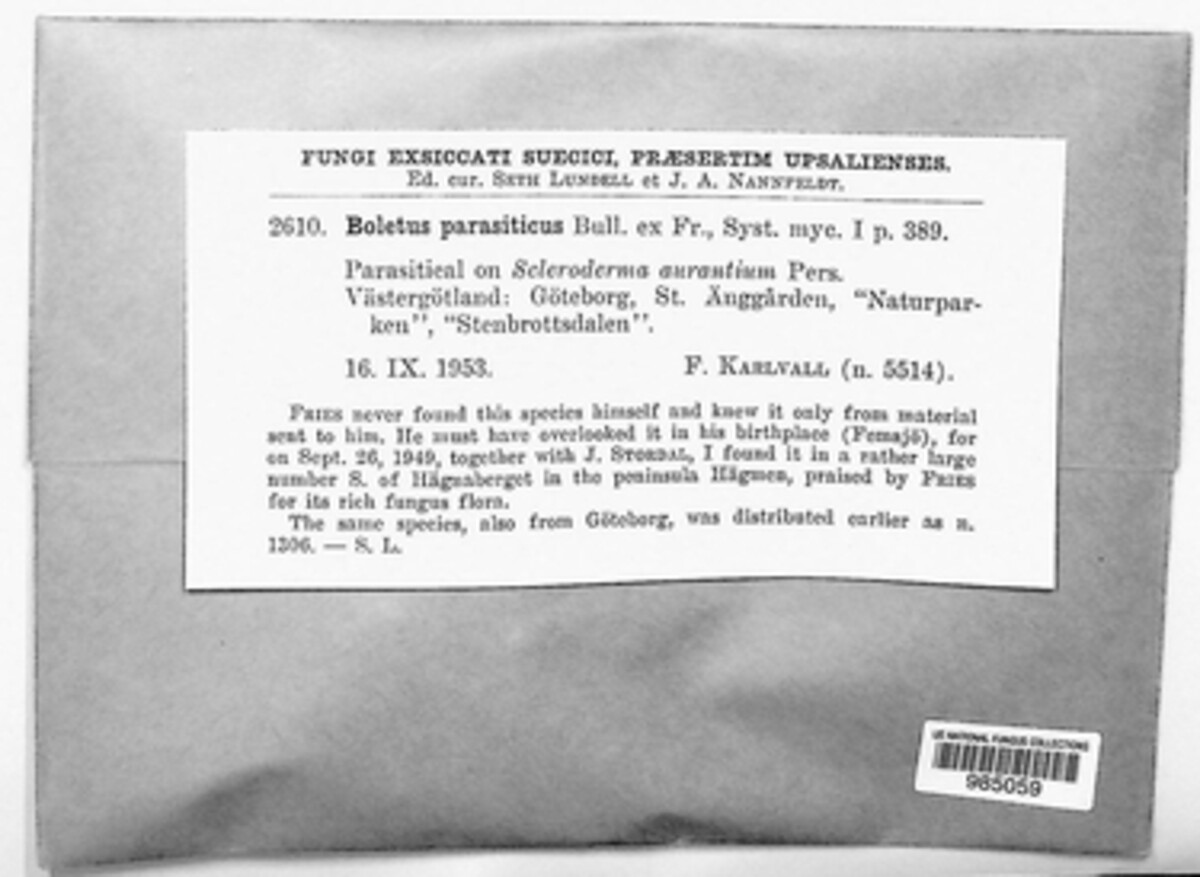 FUNGI EXSICCATI SUECICI, PRÆSERTIM UPSALIENSES.
Ed. cur. SETH LUNDELL et J. A. NANNFELDT.
2610. Boletus parasiticus Bull. ex Fr., Syst. myc. I p. 389.
Parasitical on Scleroderma aurantium Pers.
Västergötland: Göteborg, St. Änggården, “Naturpar-
ken”, “Stenbrottsdalen”.
16. IX. 1953. F. KARLVALL (n. 5514).
FRIES never found this species himself and knew it only from material
sent to him. He must have overlooked it in his birthplace (Femsjö), for
on Sept. 26, 1949, together with J. STORDAL, I found it in a rather large
number S. of Hägnaberget in the peninsula Hägnen, praised by FRIES
for its rich fungus flora.
The same species, also from Göteborg, was distributed earlier as n.
1306. — S. L.
US NATIONAL FUNGUS COLLECTIONS
985059